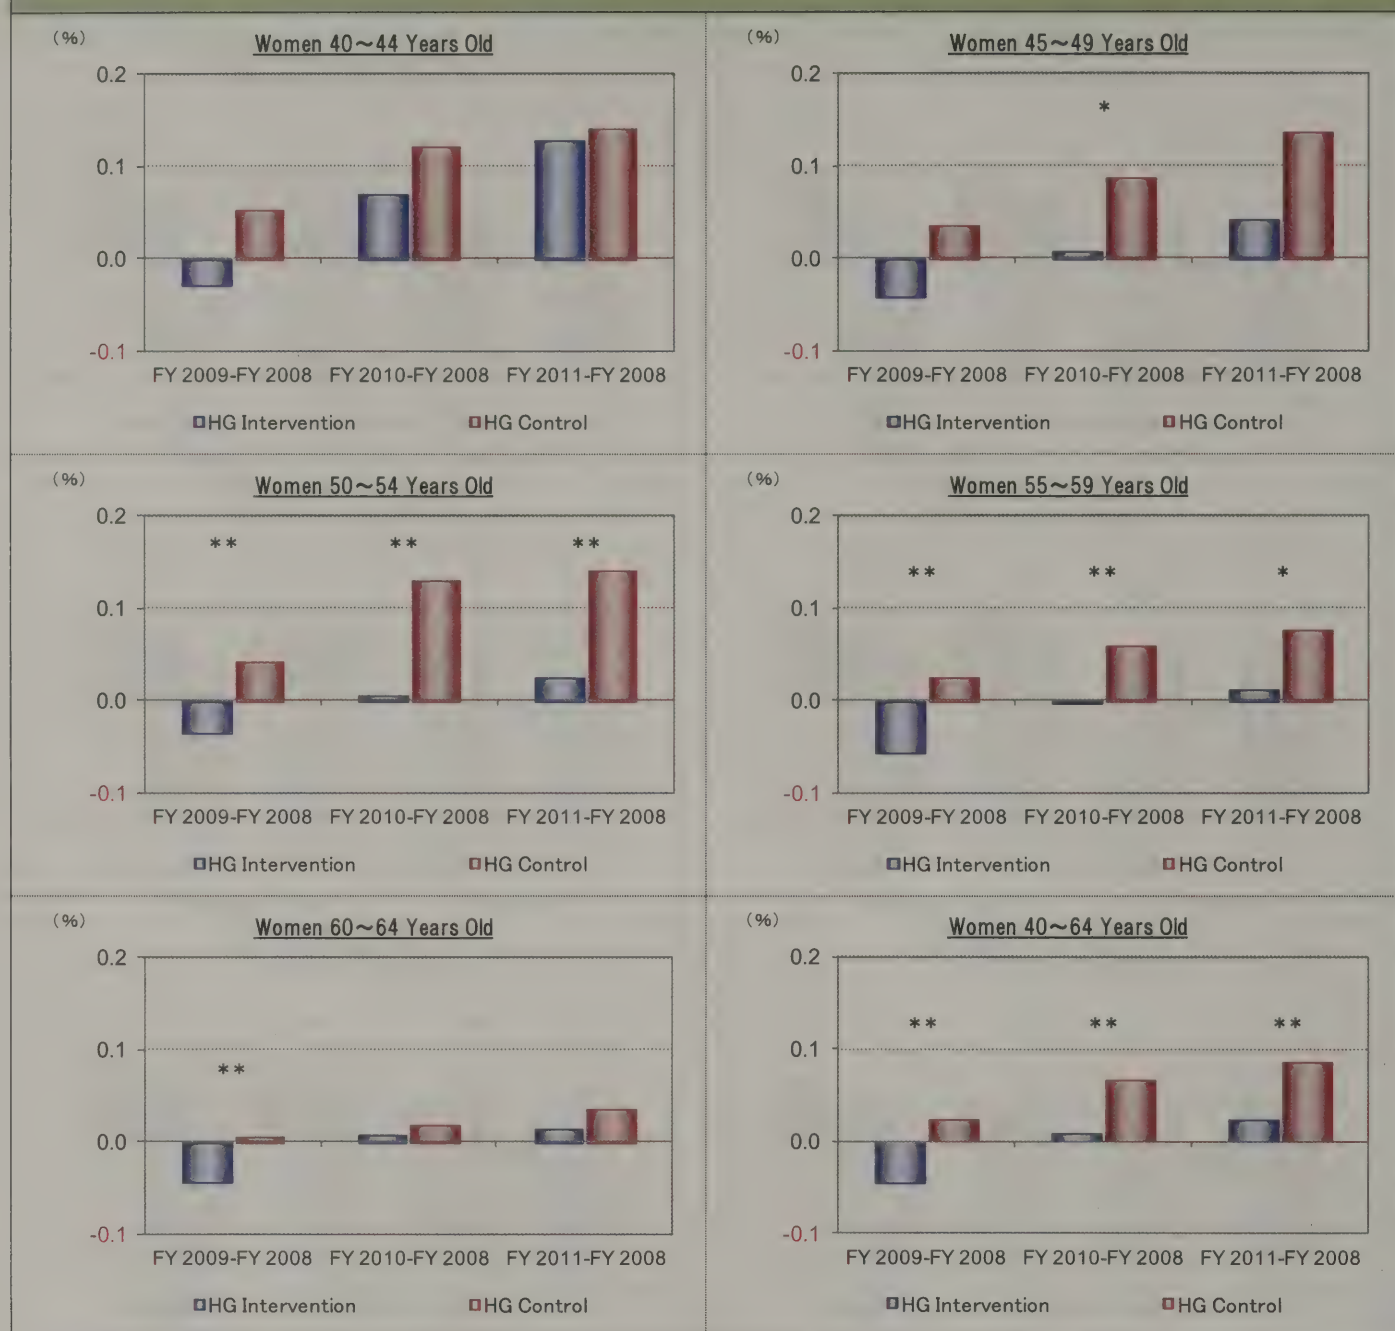 (%)
Women 40～44 Years Old
0.2
0.1
0.0
-0.1
FY 2009-FY 2008 FY 2010-FY 2008 FY 2011-FY 2008
HG Intervention HG Control
(%)
Women 45～49 Years Old
0.2
*
0.1
0.0
-0.1
FY 2009-FY 2008 FY 2010-FY 2008 FY 2011-FY 2008
HG Intervention HG Control
(%)
Women 50～54 Years Old
0.2
** ** **
0.1
0.0
-0.1
FY 2009-FY 2008 FY 2010-FY 2008 FY 2011-FY 2008
HG Intervention HG Control
(%)
Women 55～59 Years Old
0.2
** ** *
0.1
0.0
-0.1
FY 2009-FY 2008 FY 2010-FY 2008 FY 2011-FY 2008
HG Intervention HG Control
(%)
Women 60～64 Years Old
0.2
0.1
**
0.0
-0.1
FY 2009-FY 2008 FY 2010-FY 2008 FY 2011-FY 2008
HG Intervention HG Control
(%)
Women 40～64 Years Old
0.2
** ** **
0.1
0.0
-0.1
FY 2009-FY 2008 FY 2010-FY 2008 FY 2011-FY 2008
HG Intervention HG Control